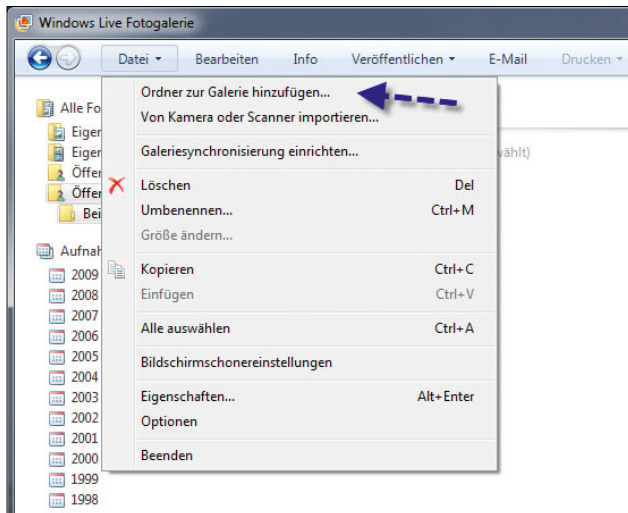 Windows Live Fotogalerie
Datei Bearbeiten Info Veröffentlichen E-Mail Drucken
Ordner zur Galerie hinzufügen...
Von Kamera oder Scanner importieren...
Galeriesynchronisierung einrichten...
Löschen Del
Umbenennen... Ctrl+M
Größe ändern...
Kopieren Ctrl+C
Einfügen Ctrl+V
Alle auswählen Ctrl+A
Bildschirmschonereinstellungen
Eigenschaften... Alt+Enter
Optionen
Beenden
Alle Fo
Eiger
Eiger
Öffer
Öffer
Bei
Aufnah
2009
2008
2007
2006
2005
2004
2003
2002
2001
2000
1999
1998
wählt)